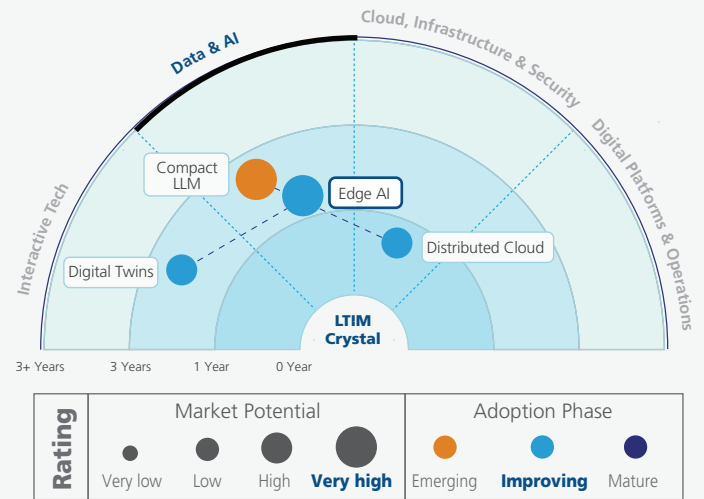 Cloud, Infrastructure & Security
Data & AI
Digital Platforms & Operations
Interactive Tech
Compact
LLM
Edge AI
Distributed Cloud
Digital Twins
LTIM
Crystal
3+ Years
3 Years
1 Year
0 Year
Rating
Market Potential
Adoption Phase
Very low
Low
High
Very high
Emerging
Improving
Mature